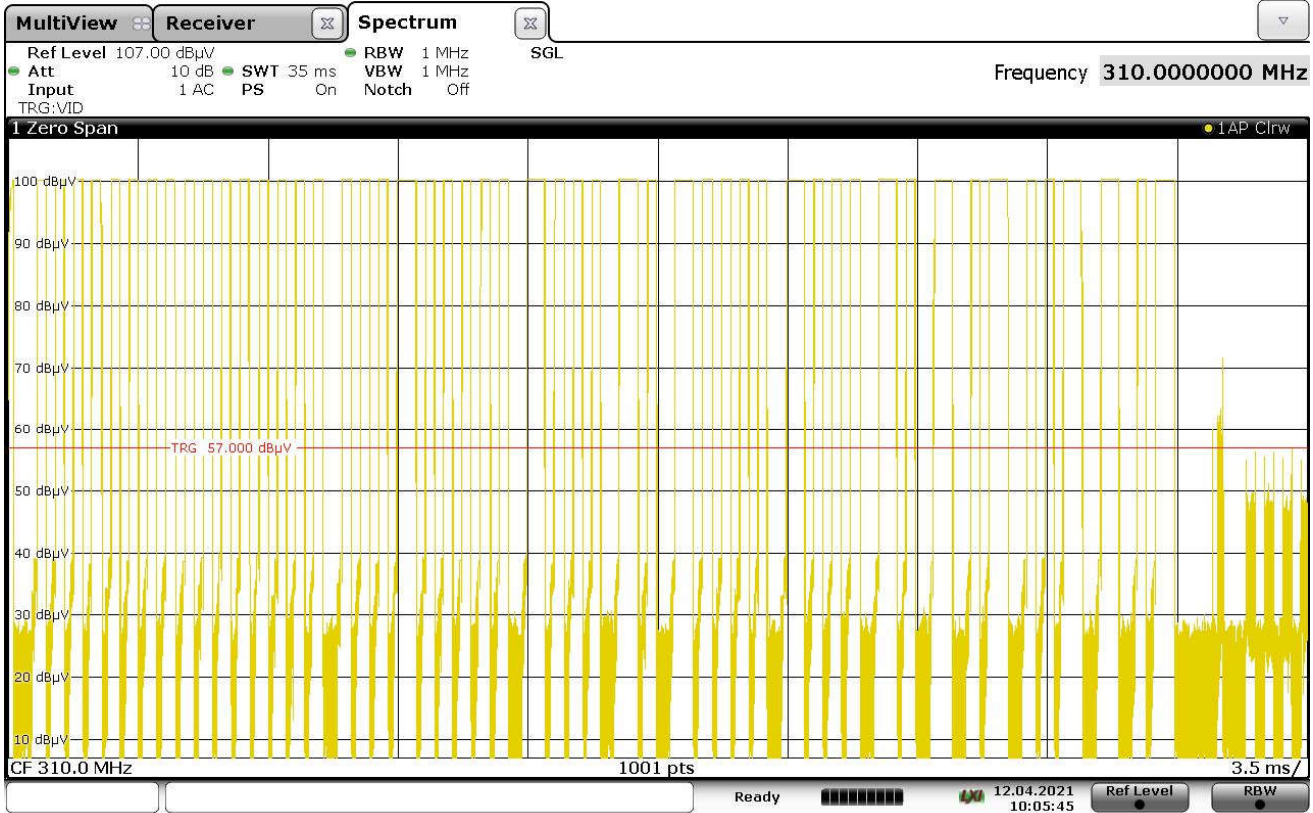 MultiView Receiver Spectrum
Ref Level 107.00 dBµV RBW 1 MHz SGL
Att 10 dB SWT 35 ms VBW 1 MHz Frequency 310.0000000 MHz
Input 1 AC PS On Notch Off
TRG:VID
1 Zero Span 1AP Clrw
100 dBµV
90 dBµV
80 dBµV
70 dBµV
60 dBµV
TRG 57.000 dBµV
50 dBµV
40 dBµV
30 dBµV
20 dBµV
10 dBµV
CF 310.0 MHz 1001 pts 3.5 ms/
Ready LXI 12.04.2021 Ref Level RBW
10:05:45